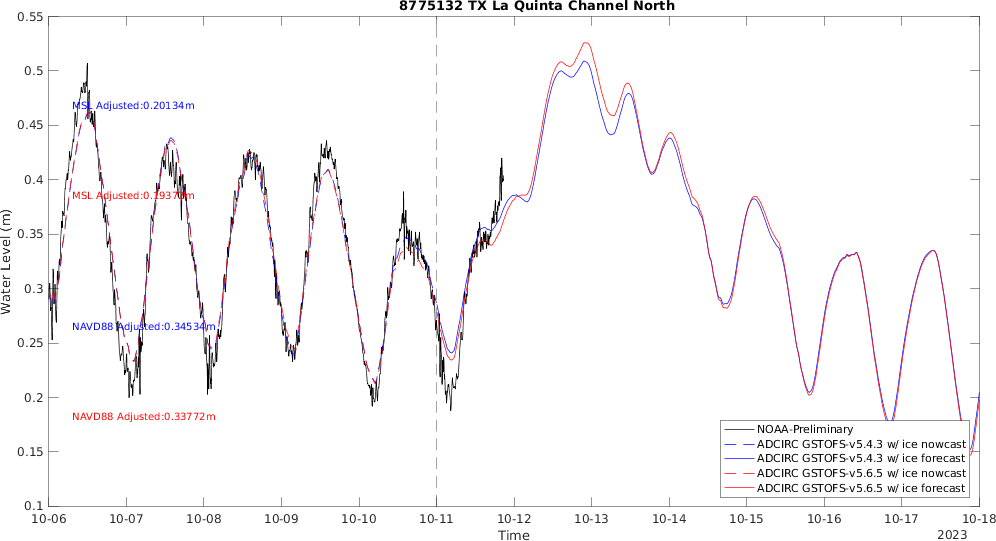 8775132 TX La Quinta Channel North
0.55
0.5
0.45
0.4
0.35
0.3
0.25
0.2
0.15
0.1
Water Level (m)
MSL Adjusted:0.20134m
MSL Adjusted:0.19370m
NAVD88 Adjusted:0.34534m
NAVD88 Adjusted:0.33772m
NOAA-Preliminary
ADCIRC GSTOFS-v5.4.3 w/ ice nowcast
ADCIRC GSTOFS-v5.4.3 w/ ice forecast
ADCIRC GSTOFS-v5.6.5 w/ ice nowcast
ADCIRC GSTOFS-v5.6.5 w/ ice forecast
10-06 10-07 10-08 10-09 10-10 10-11 10-12 10-13 10-14 10-15 10-16 10-17 10-18
Time
2023